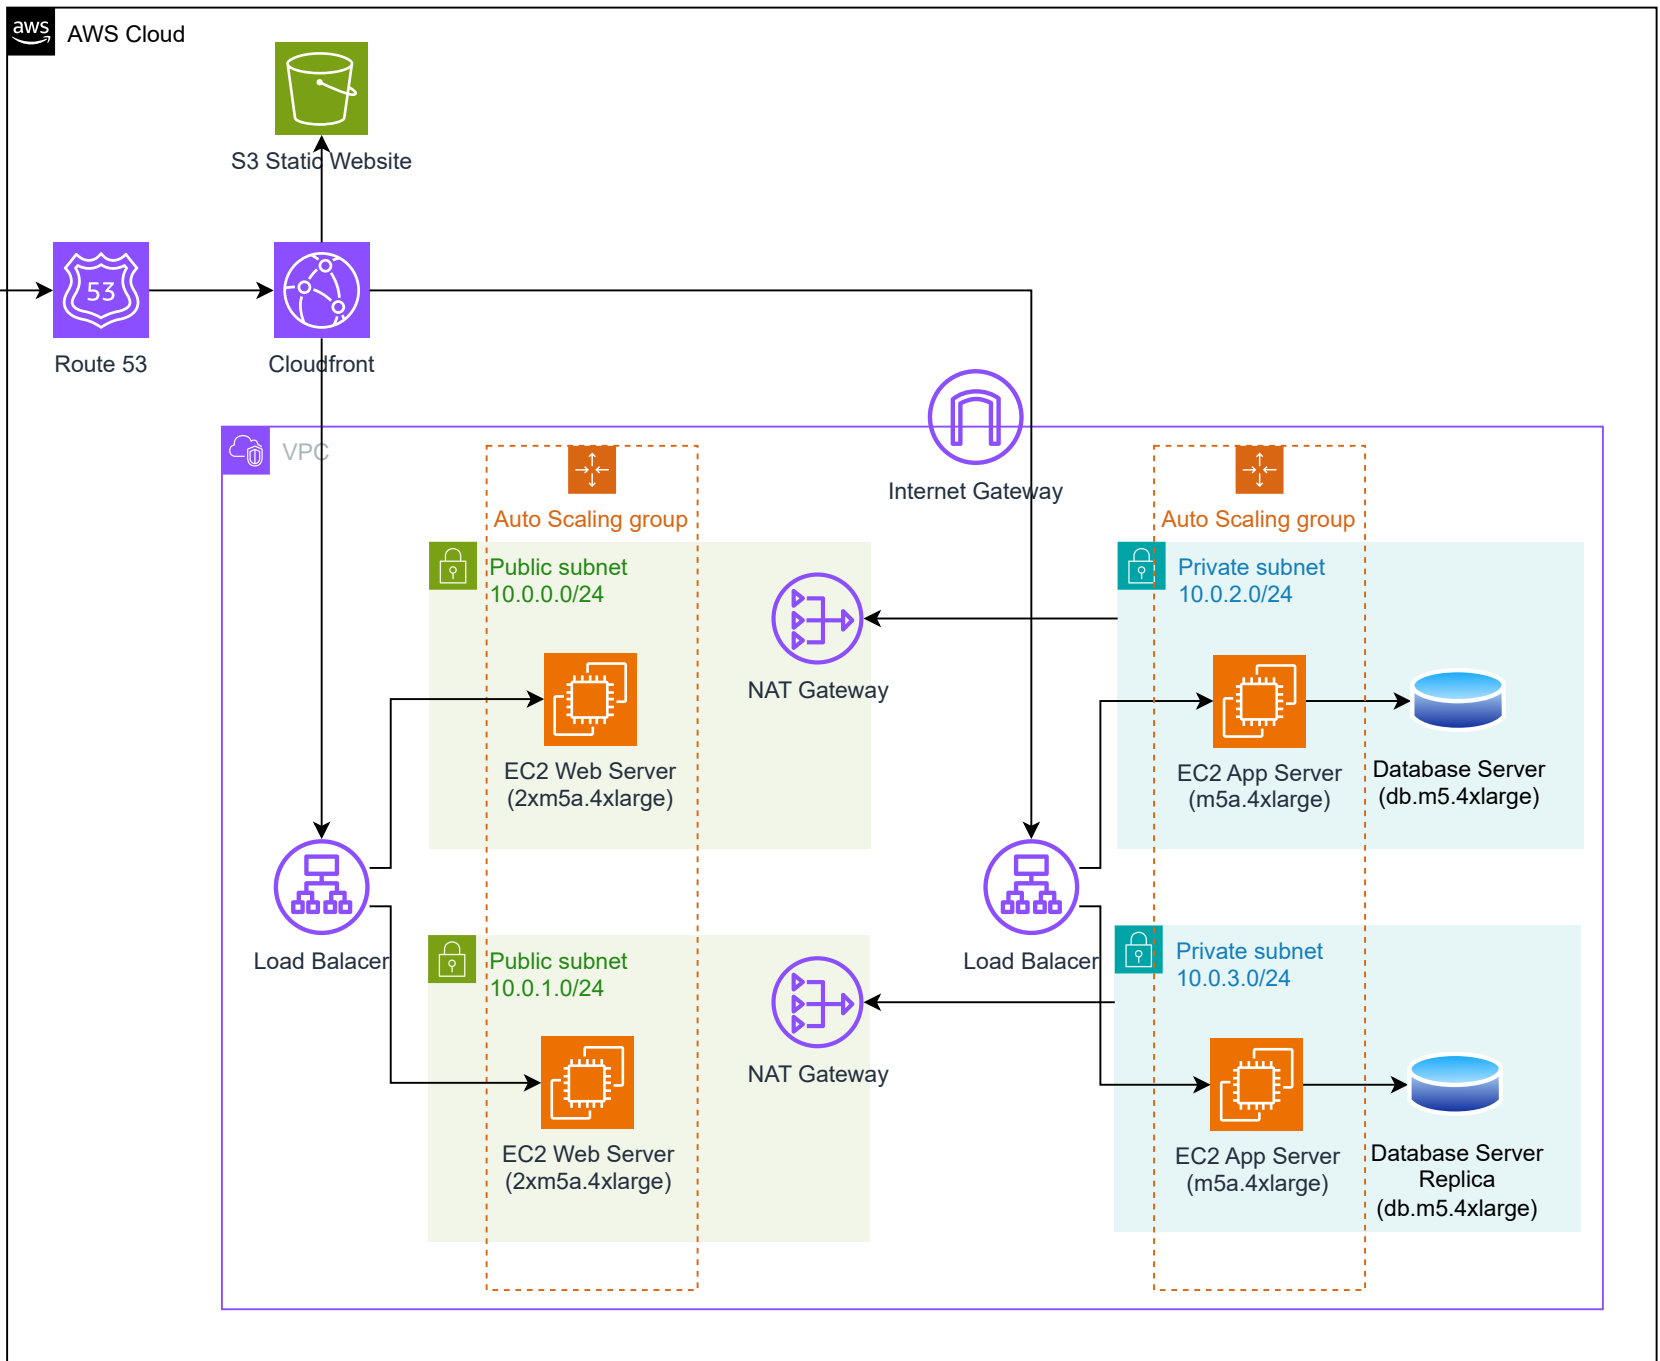 aws
AWS Cloud
S3 Static Website
53
Route 53
Cloudfront
VPC
Internet Gateway
Auto Scaling group
Auto Scaling group
Public subnet
10.0.0.0/24
NAT Gateway
EC2 Web Server
(2xm5a.4xlarge)
Private subnet
10.0.2.0/24
EC2 App Server
(m5a.4xlarge)
Database Server
(db.m5.4xlarge)
Load Balacer
Load Balacer
Public subnet
10.0.1.0/24
NAT Gateway
EC2 Web Server
(2xm5a.4xlarge)
Private subnet
10.0.3.0/24
EC2 App Server
(m5a.4xlarge)
Database Server
Replica
(db.m5.4xlarge)